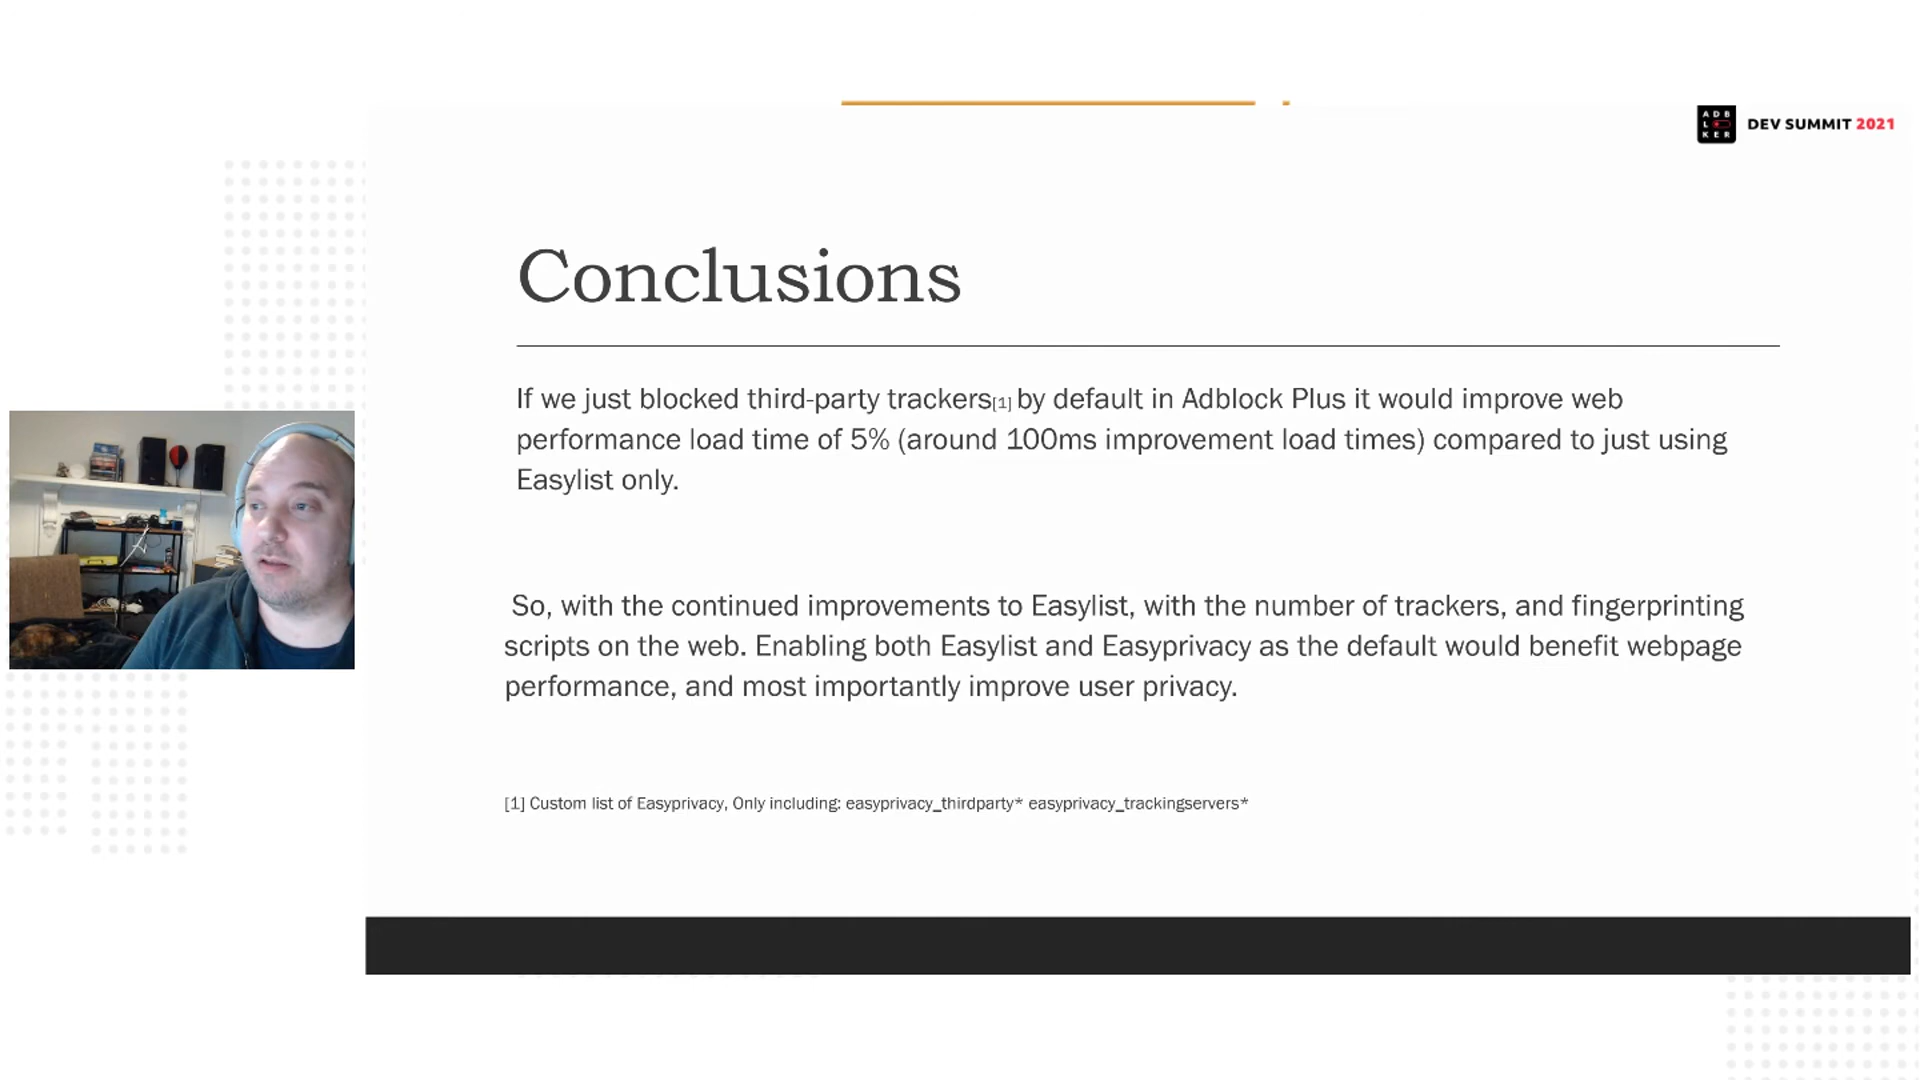 ADB
L
KER
DEV SUMMIT 2021
Conclusions
If we just blocked third-party trackers[1] by default in Adblock Plus it would improve web
performance load time of 5% (around 100ms improvement load times) compared to just using
Easylist only.
So, with the continued improvements to Easylist, with the number of trackers, and fingerprinting
scripts on the web. Enabling both Easylist and Easyprivacy as the default would benefit webpage
performance, and most importantly improve user privacy.
[1] Custom list of Easyprivacy, Only including: easyprivacy_thirdparty* easyprivacy_trackingservers*